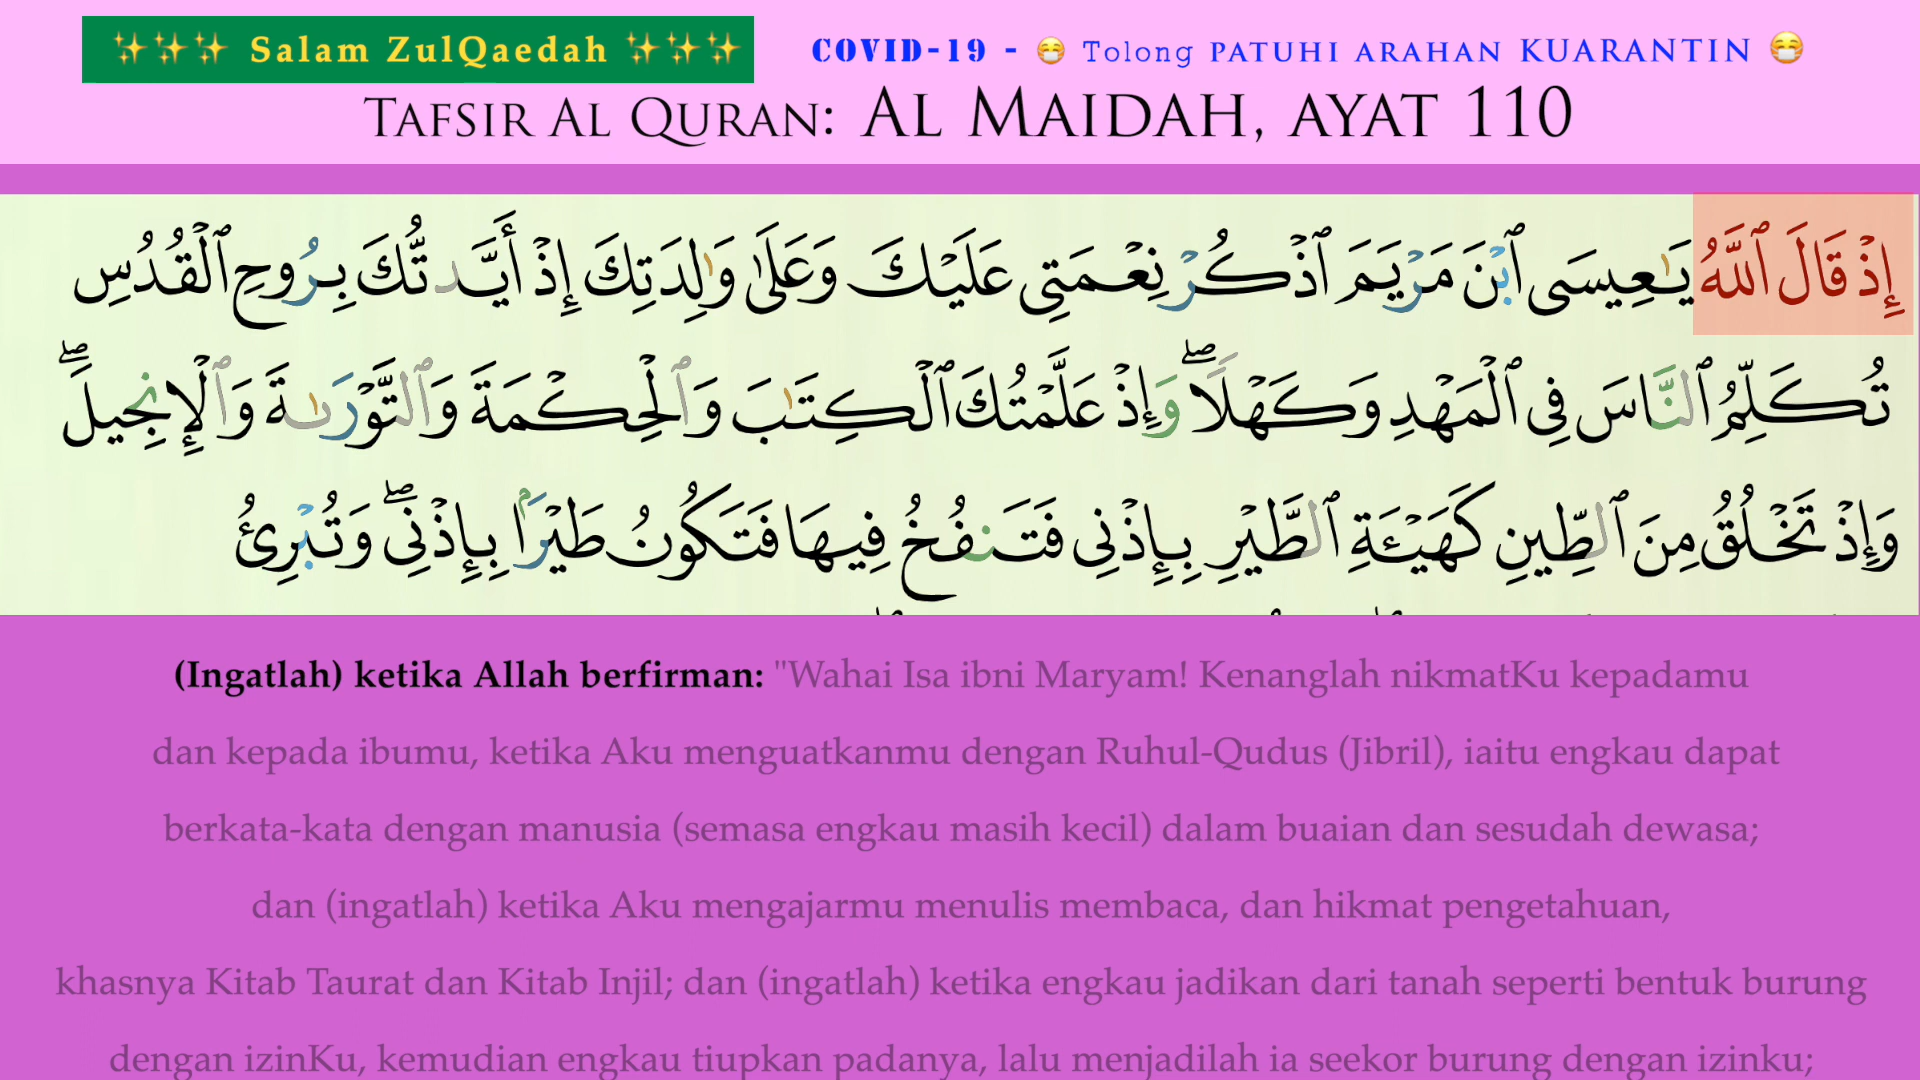 ✨✨✨ Salam ZulQaedah ✨✨✨
COVID-19 - 😷 Tolong PATUHI ARAHAN KUARANTIN 😷
Tafsir Al Quran: Al Maidah, ayat 110
إِذْ قَالَ ٱللَّهُ يَـٰعِيسَى ٱبْنَ مَرْيَمَ ٱذْكُرْ نِعْمَتِى عَلَيْكَ وَعَلَىٰ وَٰلِدَتِكَ إِذْ أَيَّدتُّكَ بِرُوحِ ٱلْقُدُسِ
تُكَلِّمُ ٱلنَّاسَ فِى ٱلْمَهْدِ وَكَهْلًا ۖ وَإِذْ عَلَّمْتُكَ ٱلْكِتَـٰبَ وَٱلْحِكْمَةَ وَٱلتَّوْرَىٰةَ وَٱلْإِنجِيلَ ۖ
وَإِذْ تَخْلُقُ مِنَ ٱلطِّينِ كَهَيْـَٔةِ ٱلطَّيْرِ بِإِذْنِى فَتَنفُخُ فِيهَا فَتَكُونُ طَيْرًۢا بِإِذْنِى ۖ وَتُبْرِئُ
(Ingatlah) ketika Allah berfirman: "Wahai Isa ibni Maryam! Kenanglah nikmatKu kepadamu
dan kepada ibumu, ketika Aku menguatkanmu dengan Ruhul-Qudus (Jibril), iaitu engkau dapat
berkata-kata dengan manusia (semasa engkau masih kecil) dalam buaian dan sesudah dewasa;
dan (ingatlah) ketika Aku mengajarmu menulis membaca, dan hikmat pengetahuan,
khasnya Kitab Taurat dan Kitab Injil; dan (ingatlah) ketika engkau jadikan dari tanah seperti bentuk burung
dengan izinKu, kemudian engkau tiupkan padanya, lalu menjadilah ia seekor burung dengan izinku;